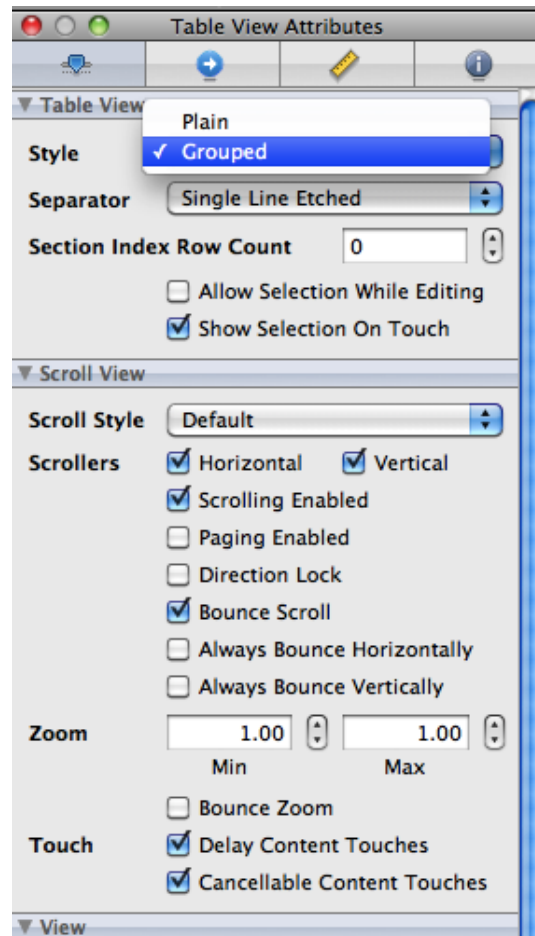 Table View Attributes
Table View
Plain
Style ✓ Grouped
Separator Single Line Etched
Section Index Row Count 0
Allow Selection While Editing
Show Selection On Touch
Scroll View
Scroll Style Default
Scrollers Horizontal Vertical
Scrolling Enabled
Paging Enabled
Direction Lock
Bounce Scroll
Always Bounce Horizontally
Always Bounce Vertically
Zoom 1.00 1.00
Min Max
Bounce Zoom
Touch Delay Content Touches
Cancellable Content Touches
View